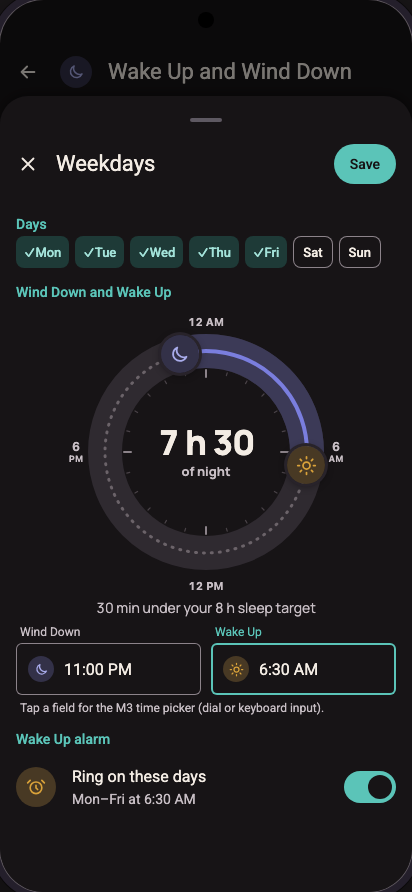 Wake Up and Wind Down
Weekdays
Save
Days
✓Mon ✓Tue ✓Wed ✓Thu ✓Fri Sat Sun
Wind Down and Wake Up
12 AM
7 h 30
of night
6 PM
6 AM
12 PM
30 min under your 8 h sleep target
Wind Down
Wake Up
11:00 PM
6:30 AM
Tap a field for the M3 time picker (dial or keyboard input).
Wake Up alarm
Ring on these days
Mon–Fri at 6:30 AM